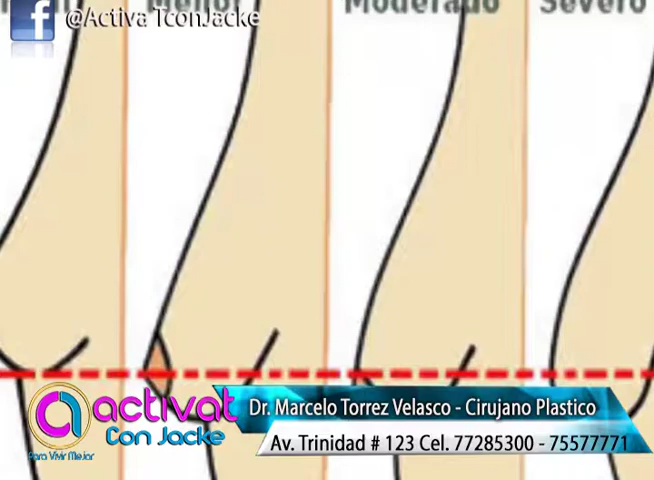 Menor
Moderado
Severo
f @Activa TconJacke
activat
Con Jacke
Para Vivir Mejor
Dr. Marcelo Torrez Velasco - Cirujano Plastico
Av. Trinidad # 123 Cel. 77285300 - 75577771